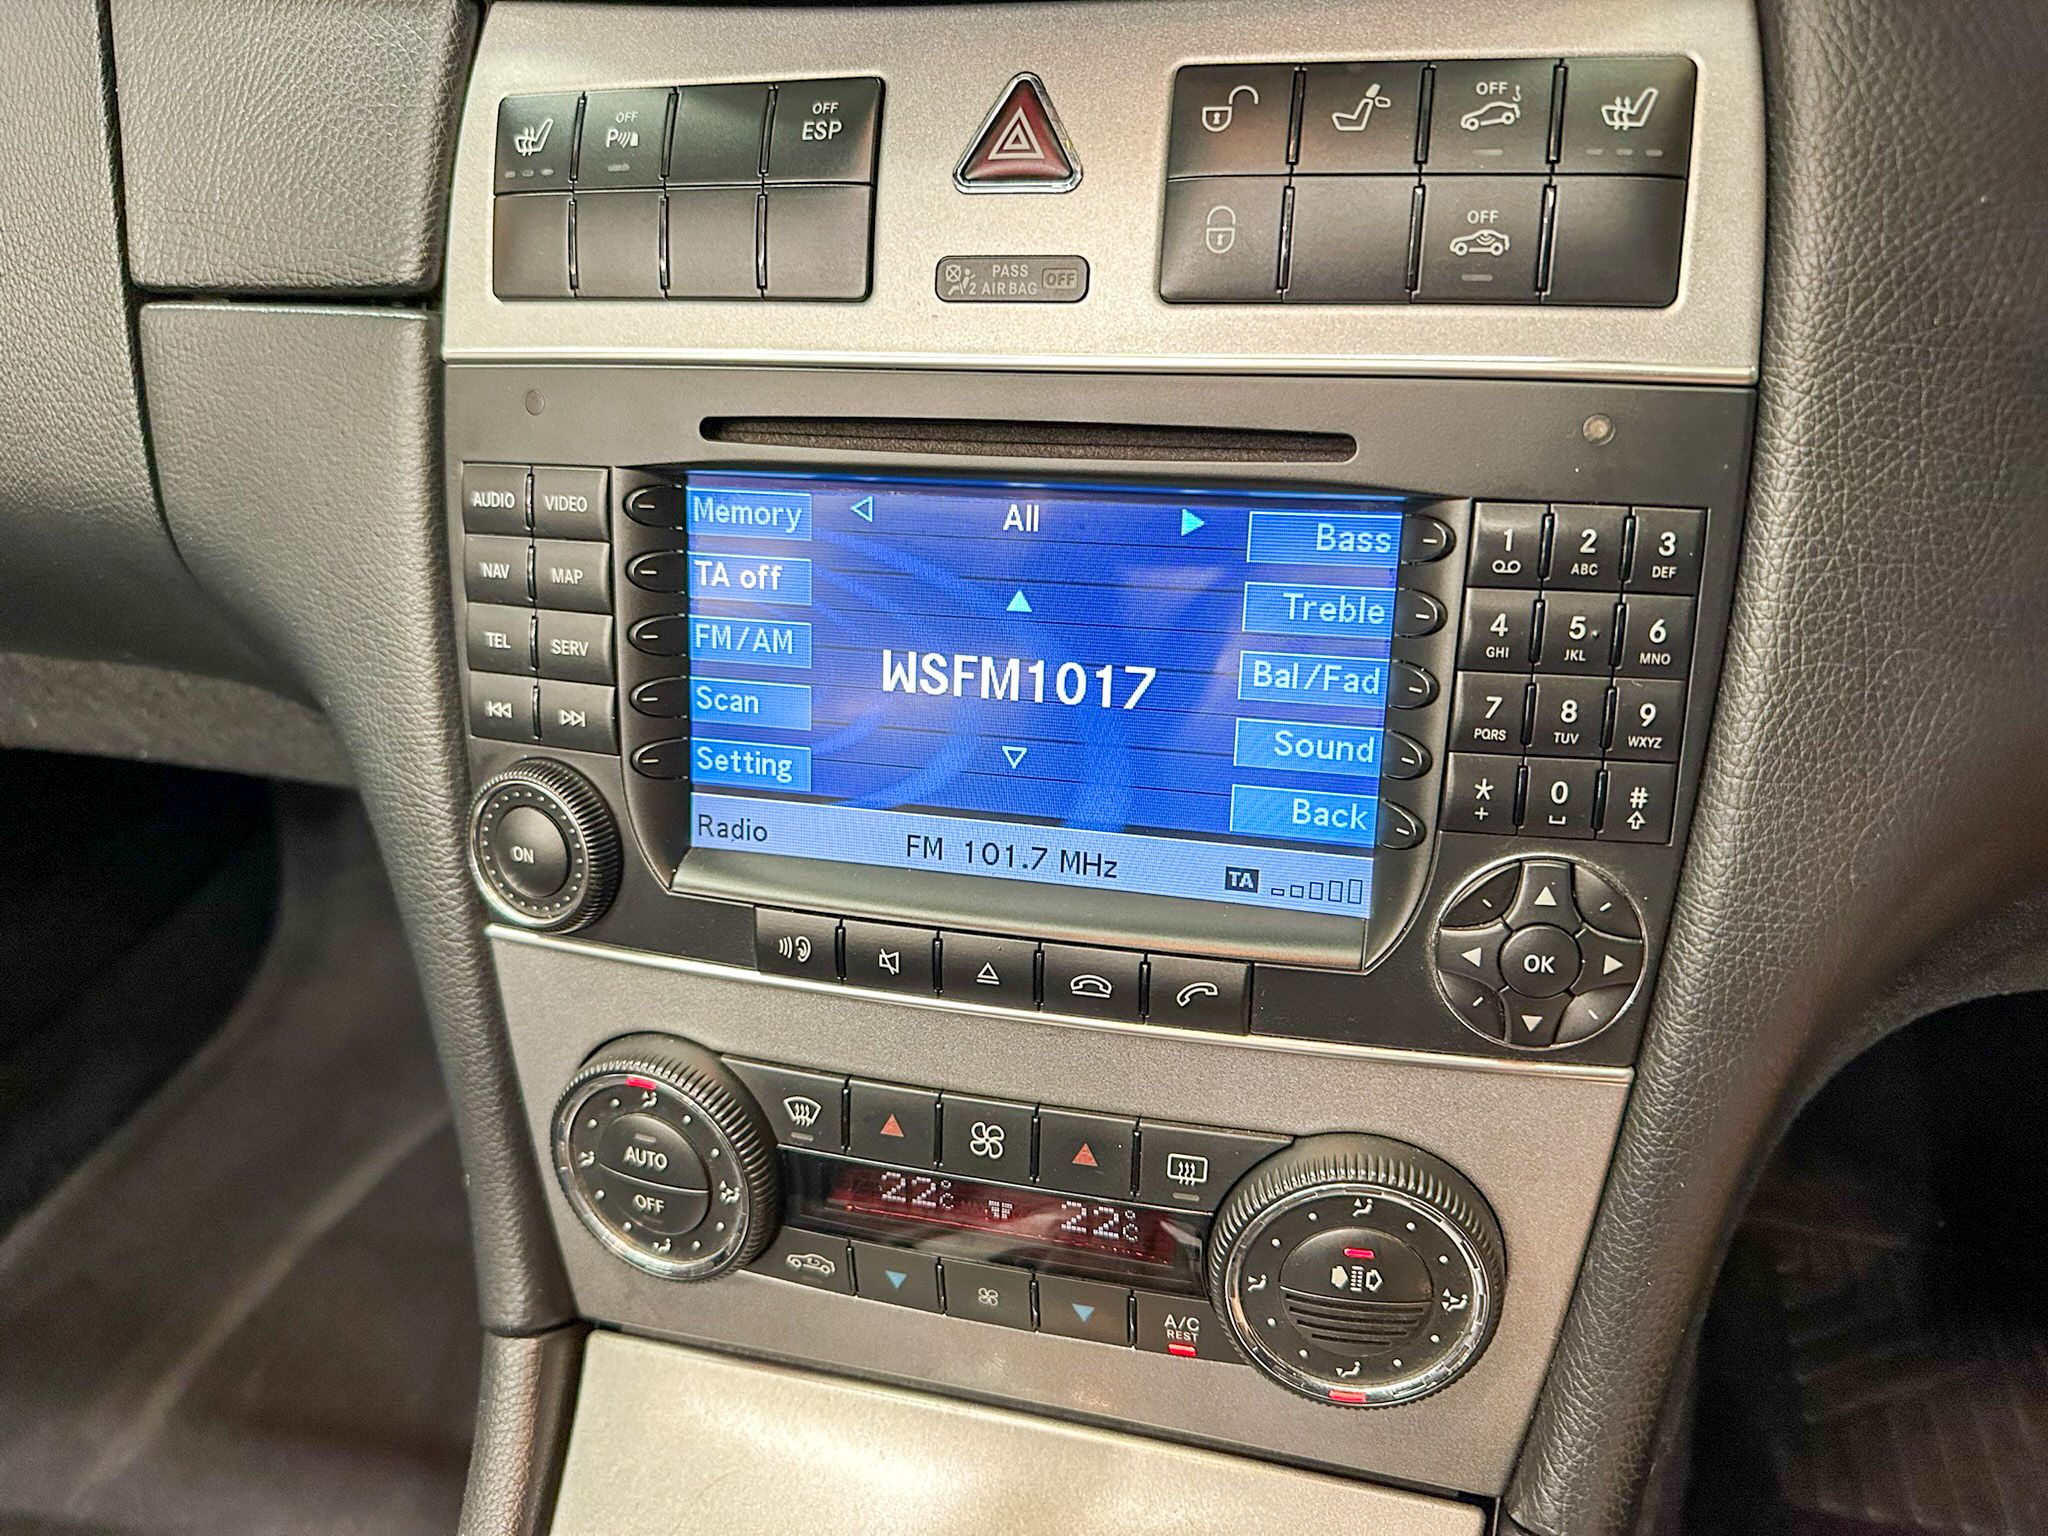 OFF
P
OFF
ESP
OFF
OFF
PASS
2 AIR BAG OFF
AUDIO VIDEO
NAV MAP
TEL SERV
ON
Memory
TA off
FM/AM
Scan
Setting
All
WSFM1017
Bass
Treble
Bal/Fad
Sound
Back
Radio
FM 101.7 MHz
TA
1 2 3
ABC DEF
4 5 6
GHI JKL MNO
7 8 9
PQRS TUV WXYZ
* 0 #
+
OK
AUTO
OFF
22°C 22°C
A/C
REST